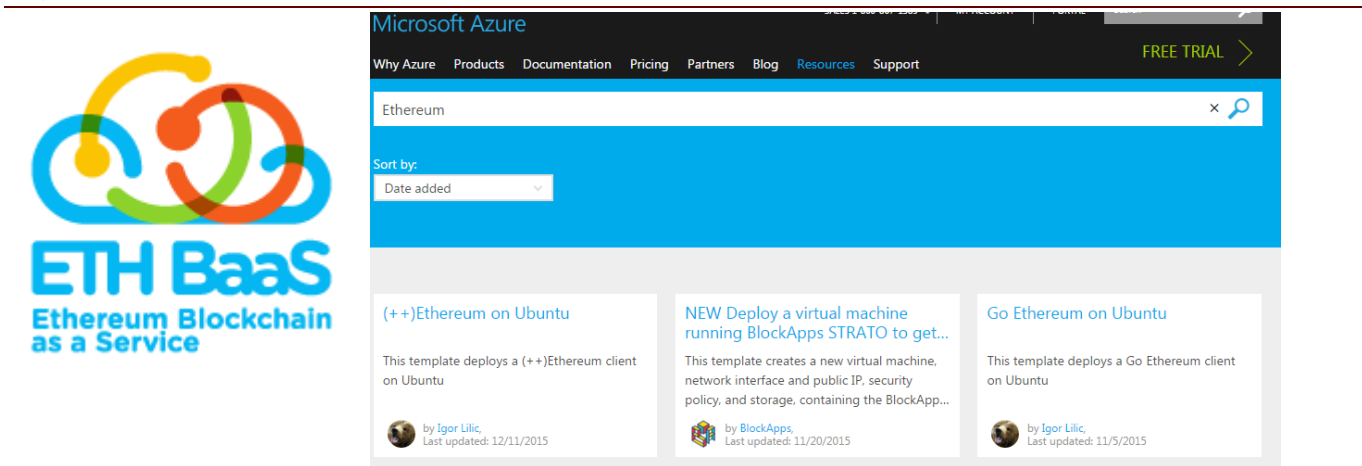 ETH BaaS
Ethereum Blockchain
as a Service
Microsoft Azure
FREE TRIAL
Why Azure Products Documentation Pricing Partners Blog Resources Support
Ethereum
Sort by:
Date added
(++)Ethereum on Ubuntu
This template deploys a (++)Ethereum client
on Ubuntu
by Igor Lilic,
Last updated: 12/11/2015
NEW Deploy a virtual machine
running BlockApps STRATO to get...
This template creates a new virtual machine,
network interface and public IP, security
policy, and storage, containing the BlockApp...
by BlockApps,
Last updated: 11/20/2015
Go Ethereum on Ubuntu
This template deploys a Go Ethereum client
on Ubuntu
by Igor Lilic,
Last updated: 11/5/2015